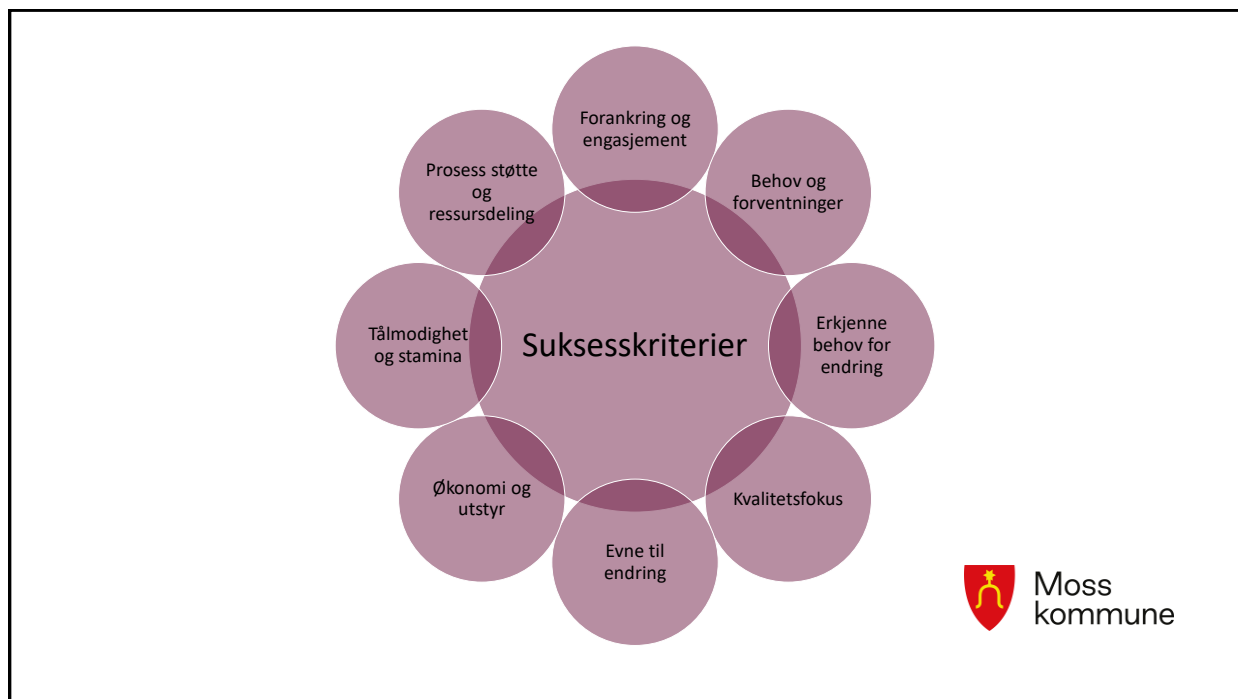 Forankring og
engasjement
Behov og
forventninger
Erkjenne
behov for
endring
Kvalitetsfokus
Evne til
endring
Økonomi og
utstyr
Tålmodighet
og stamina
Prosess støtte
og
ressursdeling
Suksesskriterier
Moss
kommune